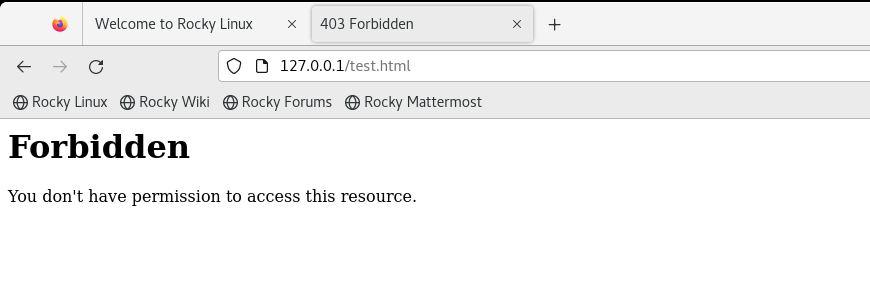 Welcome to Rocky Linux
403 Forbidden
127.0.0.1/test.html
Rocky Linux Rocky Wiki Rocky Forums Rocky Mattermost
Forbidden
You don't have permission to access this resource.